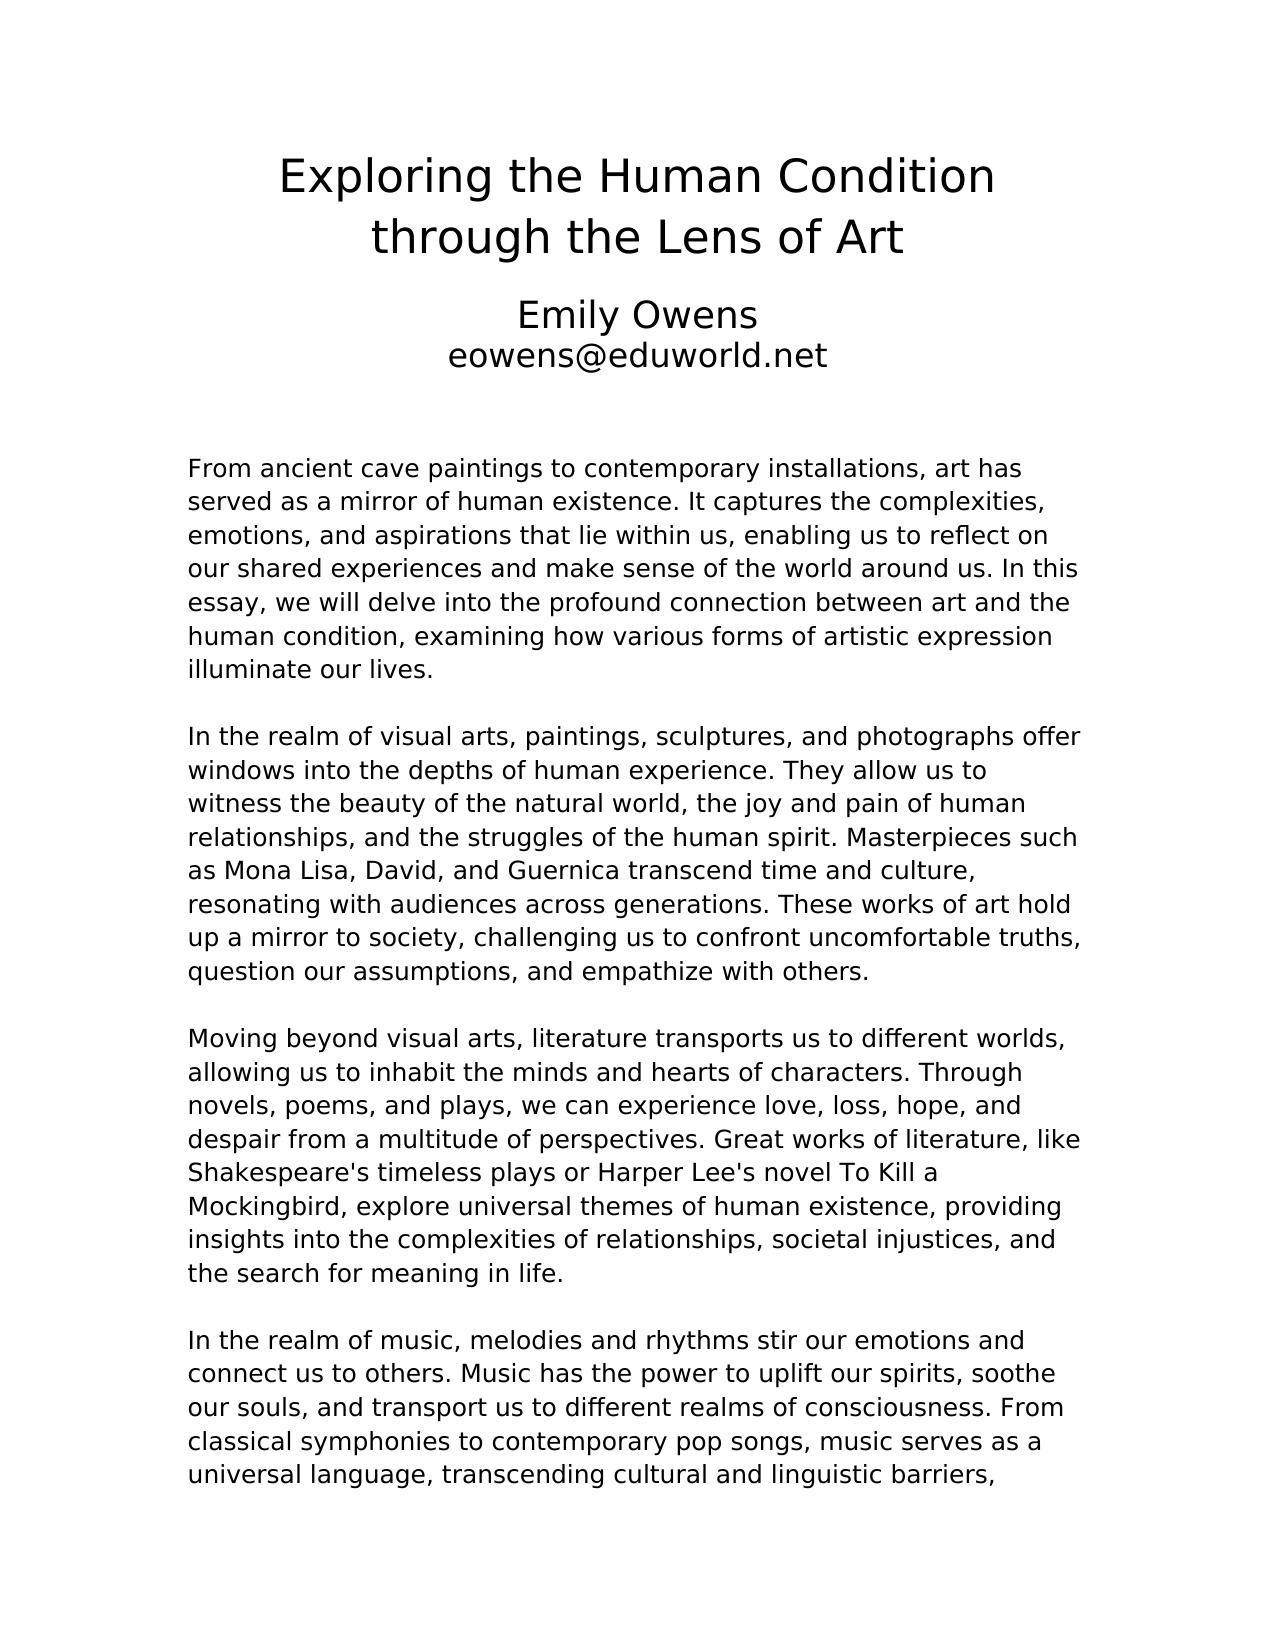 Exploring the Human Condition
through the Lens of Art
Emily Owens
eowens@eduworld.net
From ancient cave paintings to contemporary installations, art has
served as a mirror of human existence. It captures the complexities,
emotions, and aspirations that lie within us, enabling us to reflect on
our shared experiences and make sense of the world around us. In this
essay, we will delve into the profound connection between art and the
human condition, examining how various forms of artistic expression
illuminate our lives.
In the realm of visual arts, paintings, sculptures, and photographs offer
windows into the depths of human experience. They allow us to
witness the beauty of the natural world, the joy and pain of human
relationships, and the struggles of the human spirit. Masterpieces such
as Mona Lisa, David, and Guernica transcend time and culture,
resonating with audiences across generations. These works of art hold
up a mirror to society, challenging us to confront uncomfortable truths,
question our assumptions, and empathize with others.
Moving beyond visual arts, literature transports us to different worlds,
allowing us to inhabit the minds and hearts of characters. Through
novels, poems, and plays, we can experience love, loss, hope, and
despair from a multitude of perspectives. Great works of literature, like
Shakespeare's timeless plays or Harper Lee's novel To Kill a
Mockingbird, explore universal themes of human existence, providing
insights into the complexities of relationships, societal injustices, and
the search for meaning in life.
In the realm of music, melodies and rhythms stir our emotions and
connect us to others. Music has the power to uplift our spirits, soothe
our souls, and transport us to different realms of consciousness. From
classical symphonies to contemporary pop songs, music serves as a
universal language, transcending cultural and linguistic barriers,